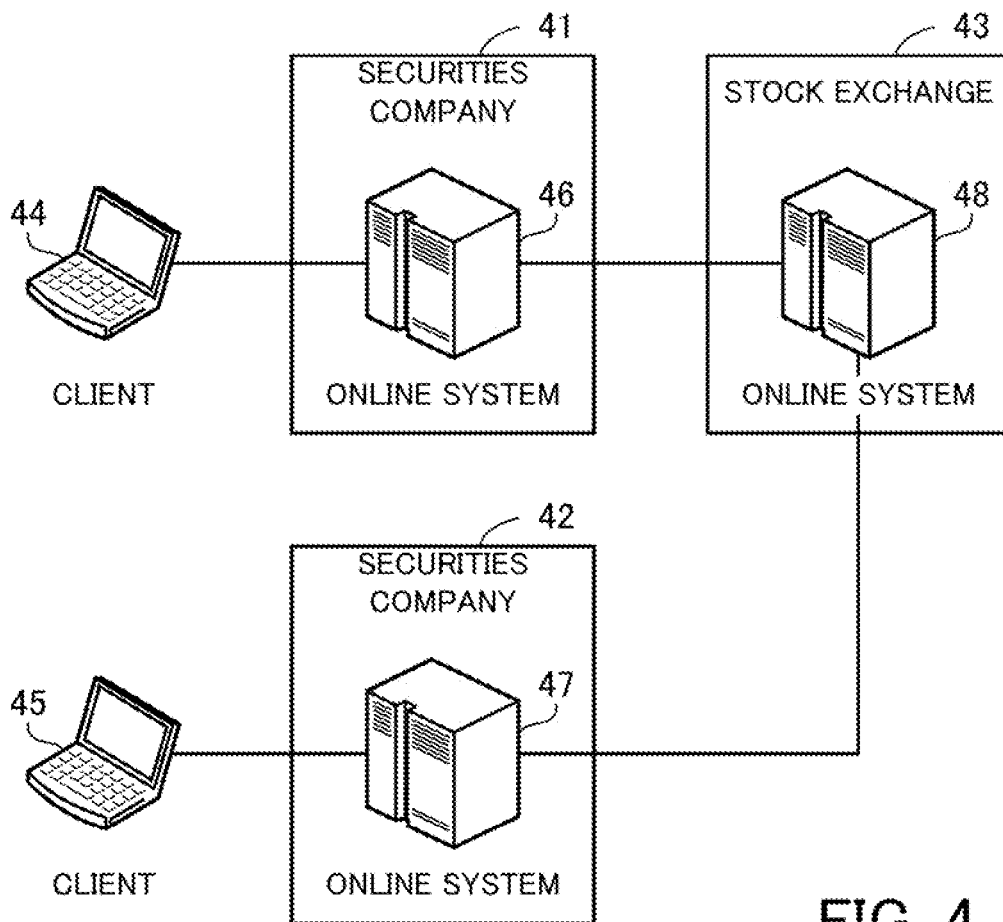 41
SECURITIES
COMPANY
43
STOCK EXCHANGE
44
46
48
CLIENT
ONLINE SYSTEM
ONLINE SYSTEM
42
SECURITIES
COMPANY
45
47
CLIENT
ONLINE SYSTEM
FIG. 4